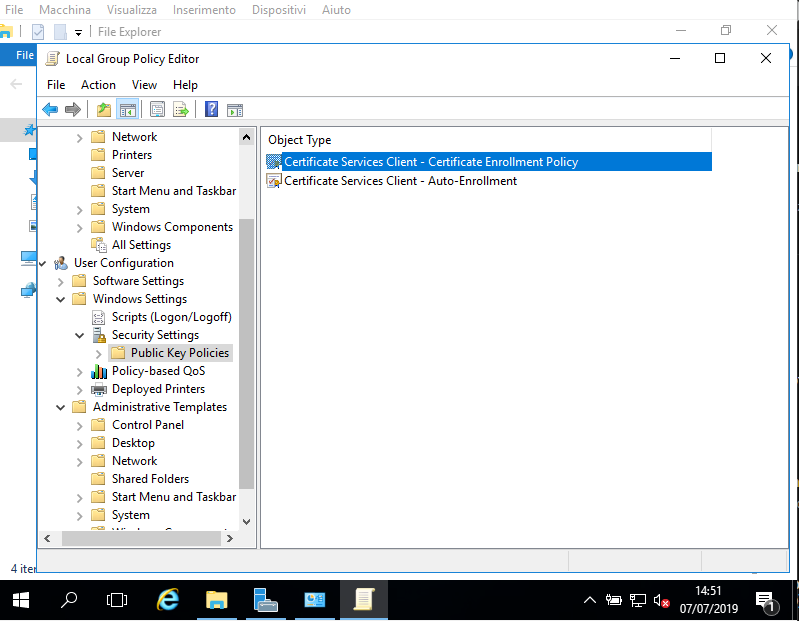 File Macchina Visualizza Inserimento Dispositivi Aiuto
File Explorer
File
Local Group Policy Editor
File Action View Help
Network
Printers
Server
Start Menu and Taskbar
System
Windows Components
All Settings
User Configuration
Software Settings
Windows Settings
Scripts (Logon/Logoff)
Security Settings
Public Key Policies
Policy-based QoS
Deployed Printers
Administrative Templates
Control Panel
Desktop
Network
Shared Folders
Start Menu and Taskbar
System
Object Type
Certificate Services Client - Certificate Enrollment Policy
Certificate Services Client - Auto-Enrollment
4 iter
14:51
07/07/2019
1